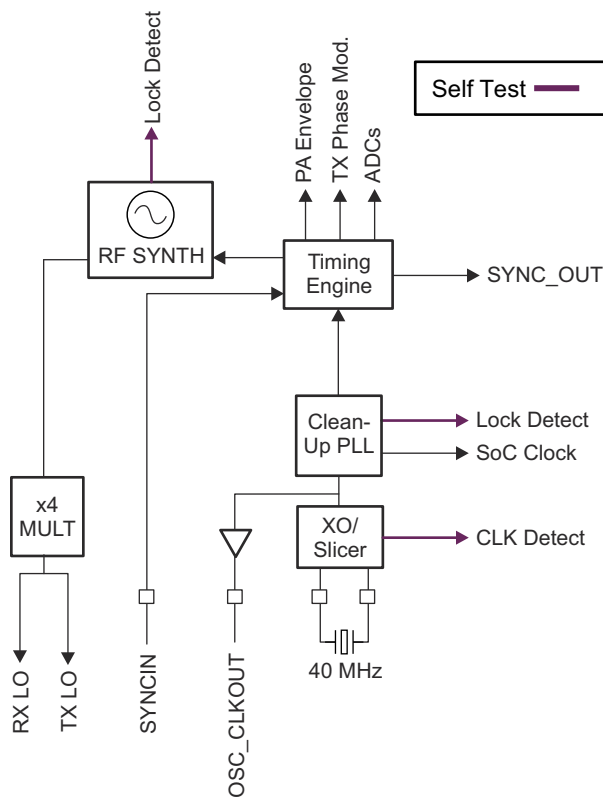 Lock Detect
PA Envelope
TX Phase Mod.
ADCs
Self Test
RF SYNTH
Timing
Engine
SYNC_OUT
Clean-
Up PLL
Lock Detect
SoC Clock
x4
MULT
XO/
Slicer
CLK Detect
40 MHz
RX LO
TX LO
SYNCIN
OSC_CLKOUT